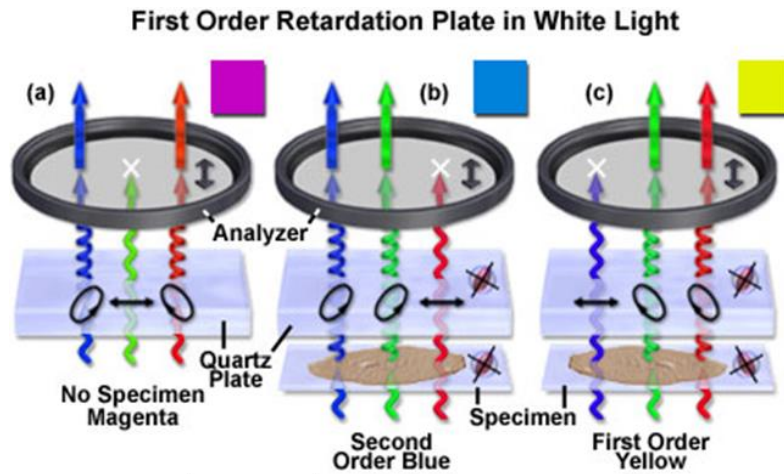 First Order Retardation Plate in White Light
(a)
(b)
(c)
Analyzer
Quartz
Plate
No Specimen
Magenta
Specimen
Second
Order Blue
First Order
Yellow